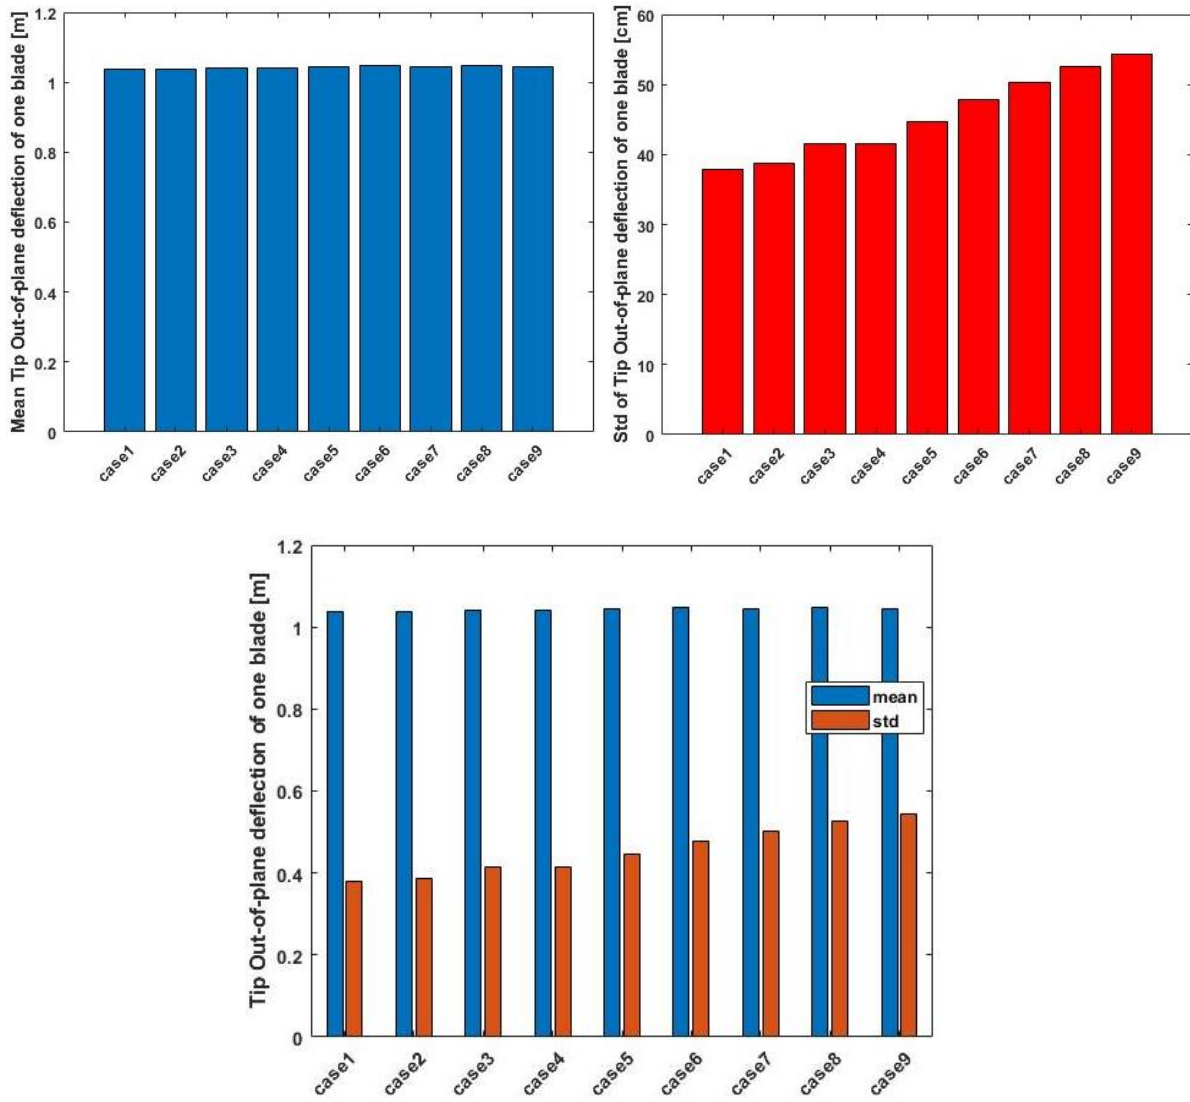 Mean Tip Out-of-plane deflection of one blade [m]
1.2
1
0.8
0.6
0.4
0.2
0
case1
case2
case3
case4
case5
case6
case7
case8
case9
Std of Tip Out-of-plane deflection of one blade [cm]
60
50
40
30
20
10
0
case1
case2
case3
case4
case5
case6
case7
case8
case9
Tip Out-of-plane deflection of one blade [m]
1.2
1
0.8
0.6
0.4
0.2
0
mean
std
case1
case2
case3
case4
case5
case6
case7
case8
case9